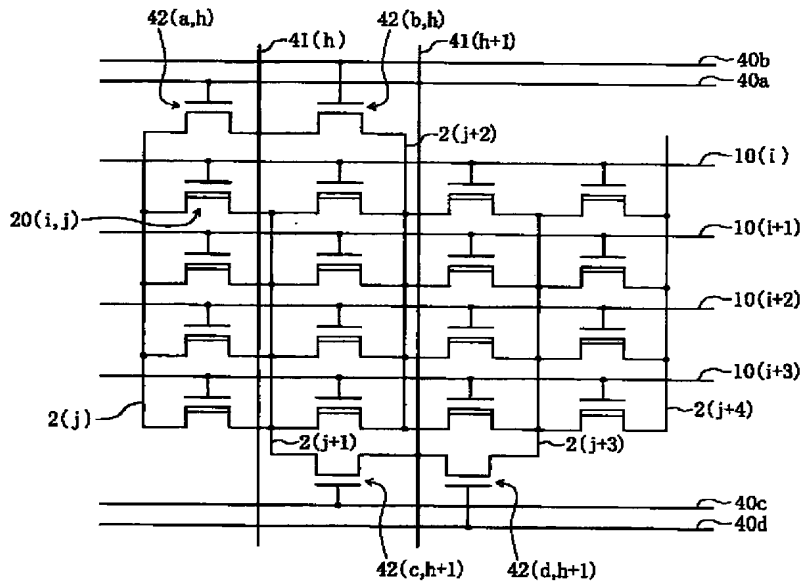 42(a,h)
41(h)
42(b,h)
41(h+1)
40b
40a
2(j+2)
10(i)
20(i,j)
10(i+1)
10(i+2)
10(i+3)
2(j)
2(j+4)
2(j+1)
2(j+3)
40c
40d
42(c,h+1)
42(d,h+1)